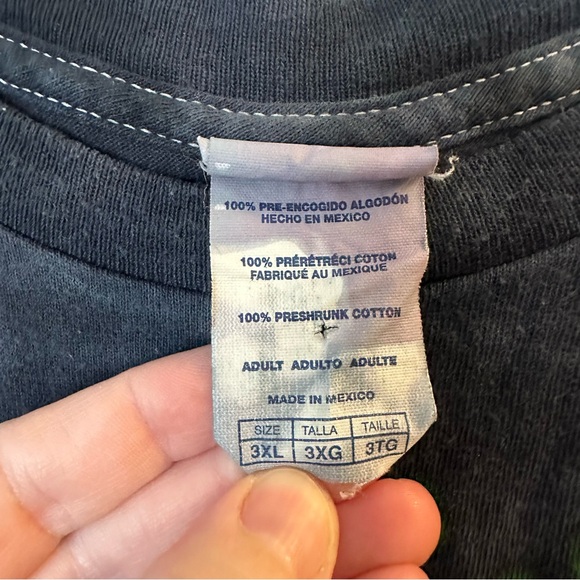 100% PRE-ENCOGIDO ALGODÓN
HECHO EN MEXICO
100% PRÉRÉTRÉCI COTON
FABRIQUÉ AU MEXIQUE
100% PRESHRUNK COTTON
ADULT ADULTO ADULTE
MADE IN MEXICO
SIZE TALLA TAILLE
3XL 3XG 3TG